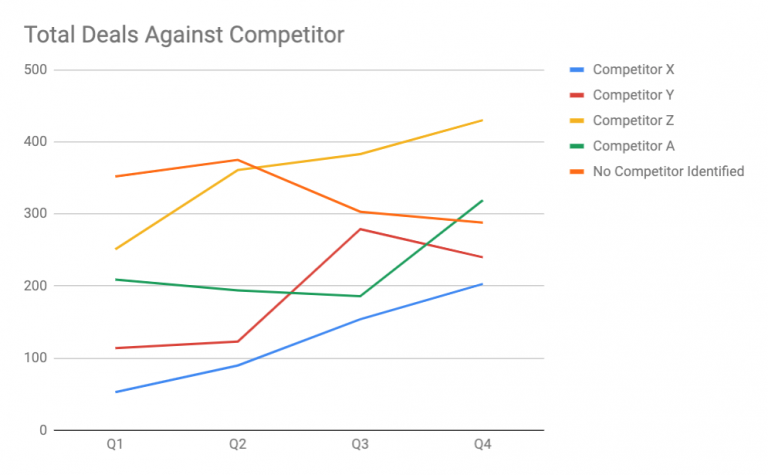 Total Deals Against Competitor
500
400
300
200
100
0
Q1 Q2 Q3 Q4
Competitor X
Competitor Y
Competitor Z
Competitor A
No Competitor Identified